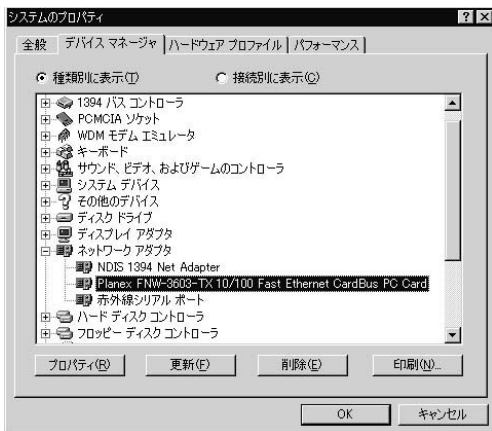 システムのプロパティ
全般 デバイス マネージャ ハードウェア プロファイル パフォーマンス
種類別に表示(T) 接続別に表示(C)
1394 バス コントローラ
PCMCIA ソケット
WDM モデム エミュレータ
キーボード
サウンド、ビデオ、およびゲームのコントローラ
システム デバイス
その他のデバイス
ディスク ドライブ
ディスプレイ アダプタ
ネットワーク アダプタ
NDIS 1394 Net Adapter
Planex FNW-3603-TX 10/100 Fast Ethernet CardBus PC Card
赤外線シリアル ポート
ハード ディスク コントローラ
フロッピー ディスク コントローラ
プロパティ(R) 更新(F) 削除(E) 印刷(N)...
OK キャンセル